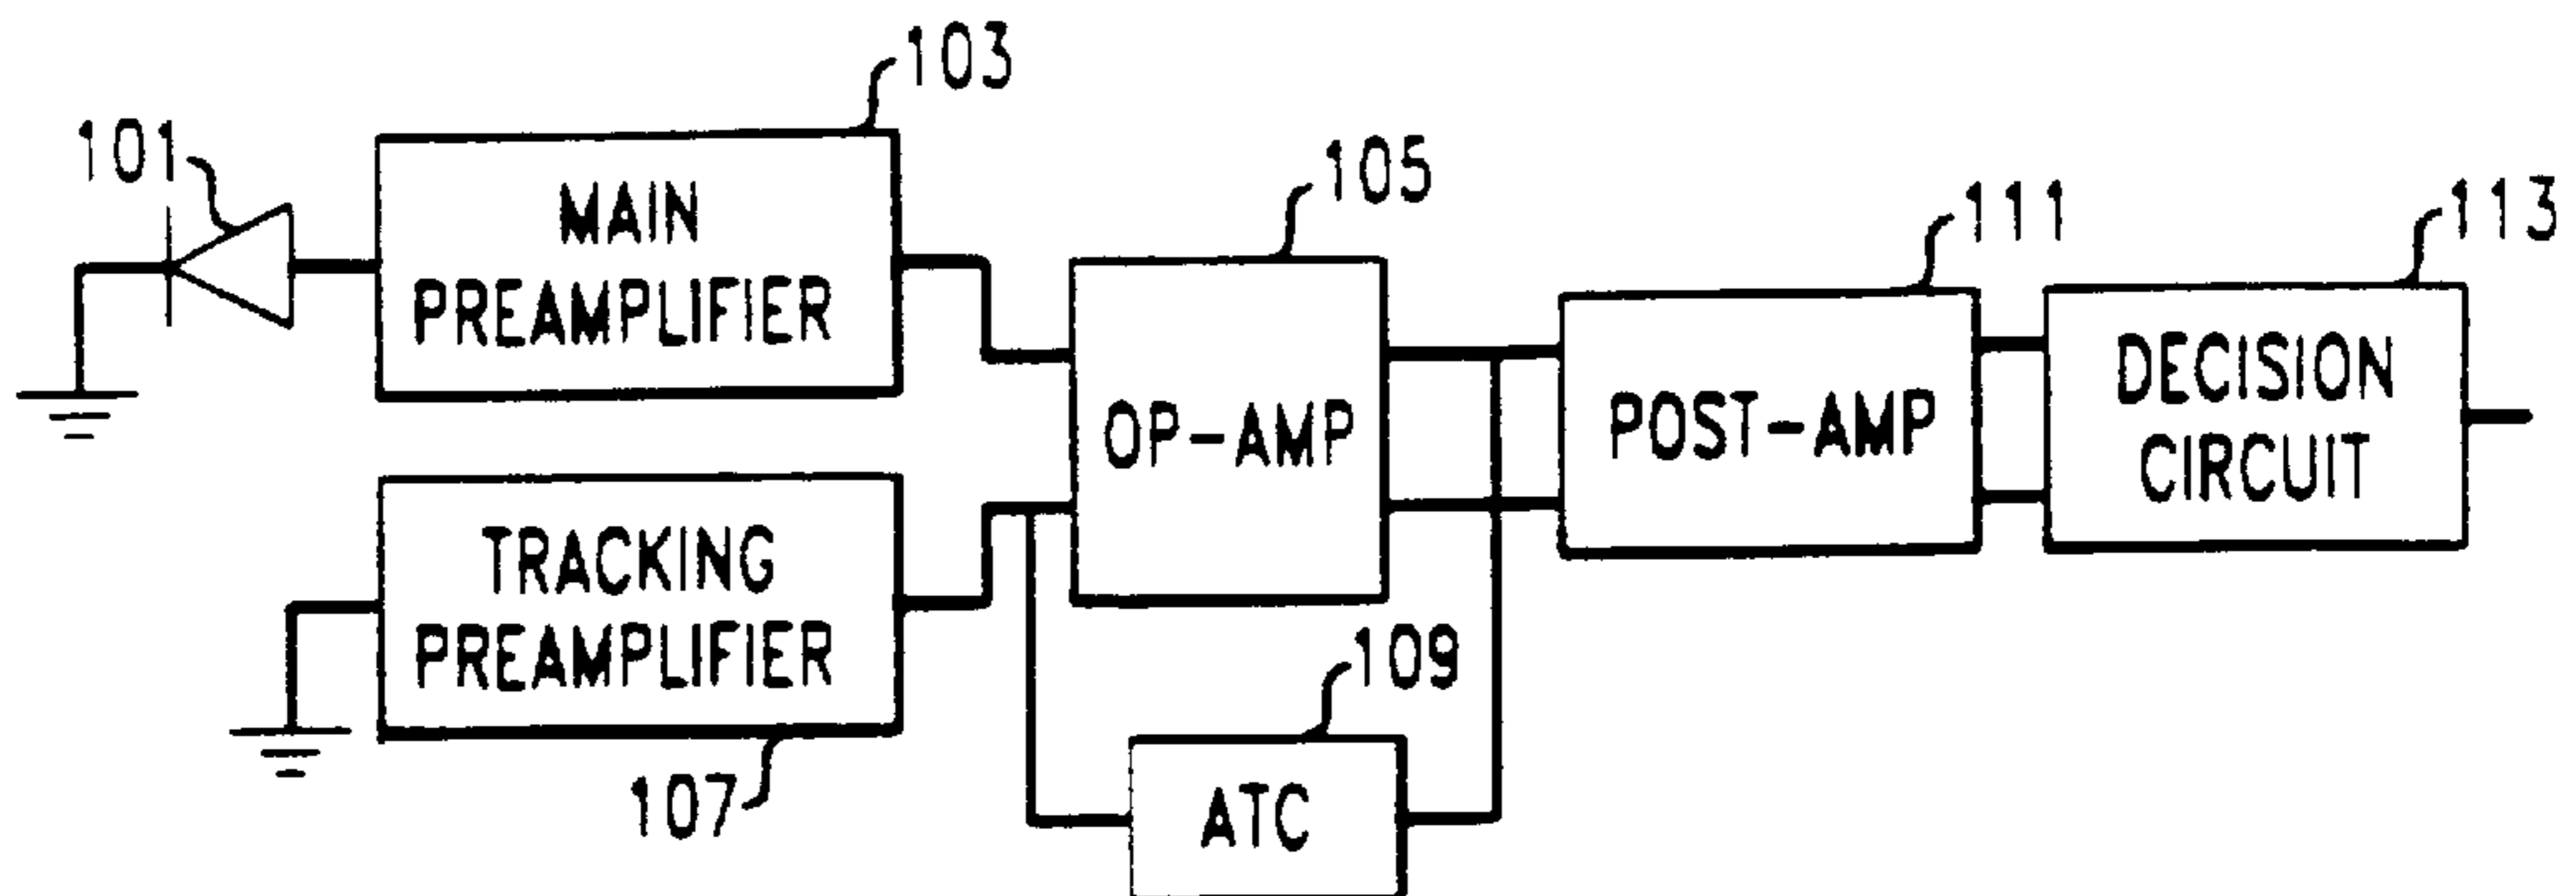 101
103
MAIN
PREAMPLIFIER
105
OP-AMP
111
POST-AMP
113
DECISION
CIRCUIT
TRACKING
PREAMPLIFIER
107
109
ATC